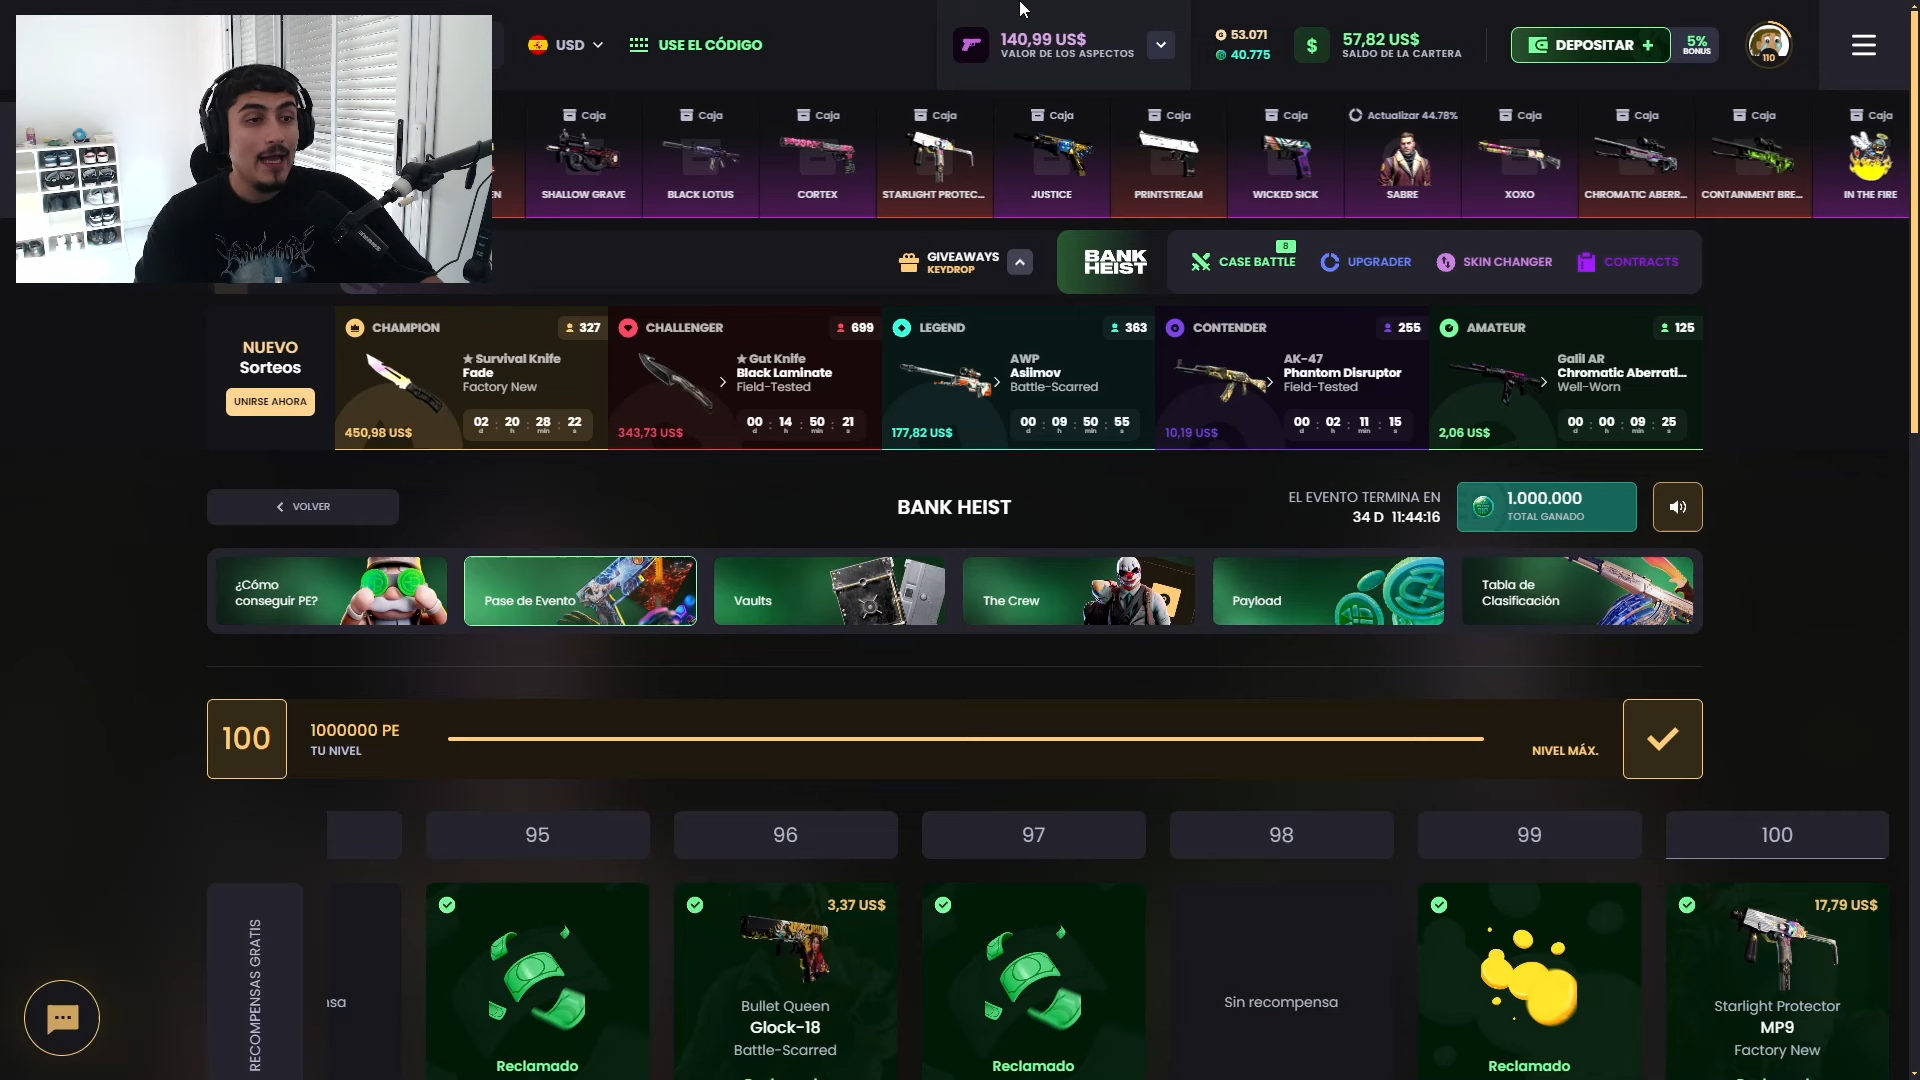 USD
USE EL CÓDIGO
140,99 US$
VALOR DE LOS ASPECTOS
53.071
40.775
$
57,82 US$
SALDO DE LA CARTERA
DEPOSITAR +
5%
BONUS
110
Caja
SHALLOW GRAVE
Caja
BLACK LOTUS
Caja
CORTEX
Caja
STARLIGHT PROTEC...
Caja
JUSTICE
Caja
PRINTSTREAM
Caja
WICKED SICK
Actualizar 44.78%
SABRE
Caja
XOXO
Caja
CHROMATIC ABERR...
Caja
CONTAINMENT BRE...
Caja
IN THE FIRE
GIVEAWAYS
KEYDROP
BANK
HEIST
8
CASE BATTLE
UPGRADER
SKIN CHANGER
CONTRACTS
NUEVO
Sorteos
UNIRSE AHORA
CHAMPION
327
★ Survival Knife
Fade
Factory New
450,98 US$
02 : 20 : 28 : 22
d h min s
CHALLENGER
699
★ Gut Knife
Black Laminate
Field-Tested
343,73 US$
00 : 14 : 50 : 21
d h min s
LEGEND
363
AWP
Asiimov
Battle-Scarred
177,82 US$
00 : 09 : 50 : 55
d h min s
CONTENDER
255
AK-47
Phantom Disruptor
Field-Tested
10,19 US$
00 : 02 : 11 : 15
d h min s
AMATEUR
125
Galil AR
Chromatic Aberrati...
Well-Worn
2,06 US$
00 : 00 : 09 : 25
d h min s
VOLVER
BANK HEIST
EL EVENTO TERMINA EN
34 D 11:44:16
1.000.000
TOTAL GANADO
¿Cómo
conseguir PE?
Pase de Evento
Vaults
The Crew
Payload
Tabla de
Clasificación
100
1000000 PE
TU NIVEL
NIVEL MÁX.
95
96
97
98
99
100
RECOMPENSAS GRATIS
nsa
Reclamado
3,37 US$
Bullet Queen
Glock-18
Battle-Scarred
Reclamado
Sin recompensa
Reclamado
17,79 US$
Starlight Protector
MP9
Factory New